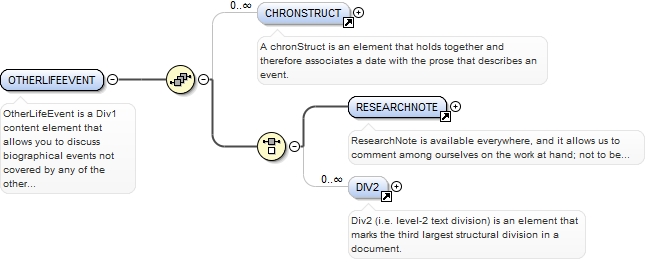 0..∞
CHRONSTRUCT
A chronStruct is an element that holds together and
therefore associates a date with the prose that describes an
event.
OTHERLIFEEVENT
OtherLifeEvent is a Div1
content element that
allows you to discuss
biographical events not
covered by any of the
other...
RESEARCHNOTE
ResearchNote is available everywhere, and it allows us to
comment among ourselves on the work at hand; not to be...
0..∞
DIV2
Div2 (i.e. level-2 text division) is an element that
marks the third largest structural division in a
document.